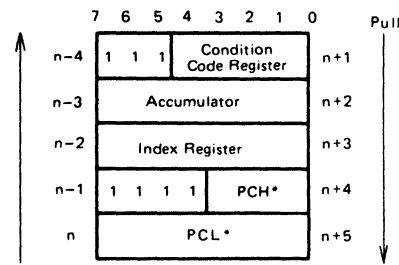 7 6 5 4 3 2 1 0 Pull
n-4 1 1 1 Condition Code Register n+1
n-3 Accumulator n+2
n-2 Index Register n+3
n-1 1 1 1 1 PCH* n+4
n PCL* n+5